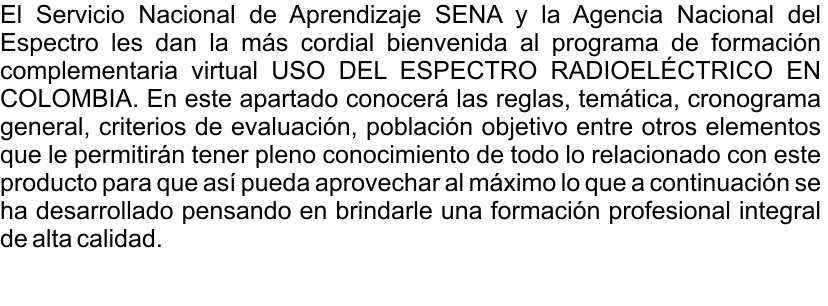 El Servicio Nacional de Aprendizaje SENA y la Agencia Nacional del
Espectro les dan la más cordial bienvenida al programa de formación
complementaria virtual USO DEL ESPECTRO RADIOELÉCTRICO EN
COLOMBIA. En este apartado conocerá las reglas, temática, cronograma
general, criterios de evaluación, población objetivo entre otros elementos
que le permitirán tener pleno conocimiento de todo lo relacionado con este
producto para que así pueda aprovechar al máximo lo que a continuación se
ha desarrollado pensando en brindarle una formación profesional integral
de alta calidad.